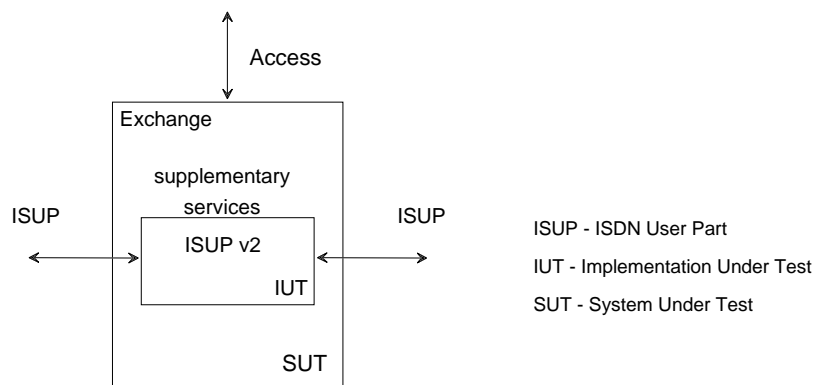 Access
Exchange
supplementary
services
ISUP
ISUP
ISUP v2
IUT
SUT
ISUP - ISDN User Part
IUT - Implementation Under Test
SUT - System Under Test